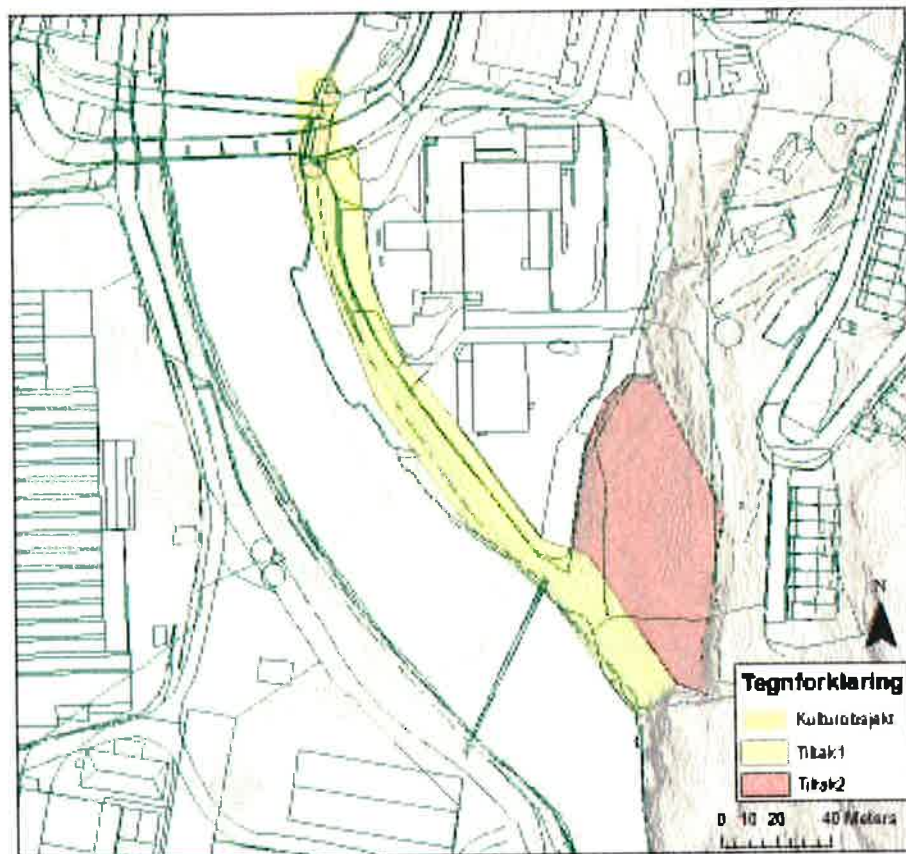 N
Tegnforklaring
Kulturobjekt
Tiltak1
Tiltak2
0 10 20 40 Meters